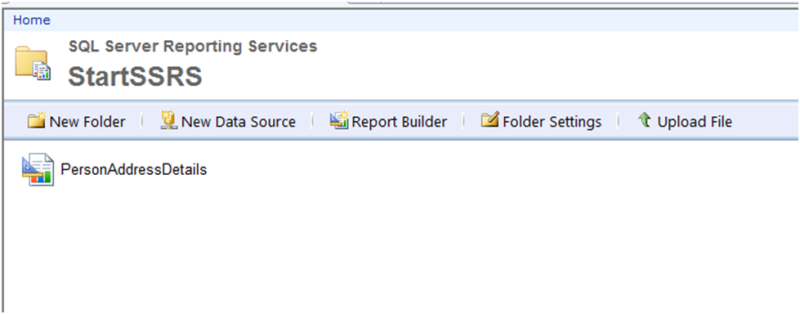 Home
SQL Server Reporting Services
StartSSRS
New Folder New Data Source Report Builder Folder Settings Upload File
PersonAddressDetails